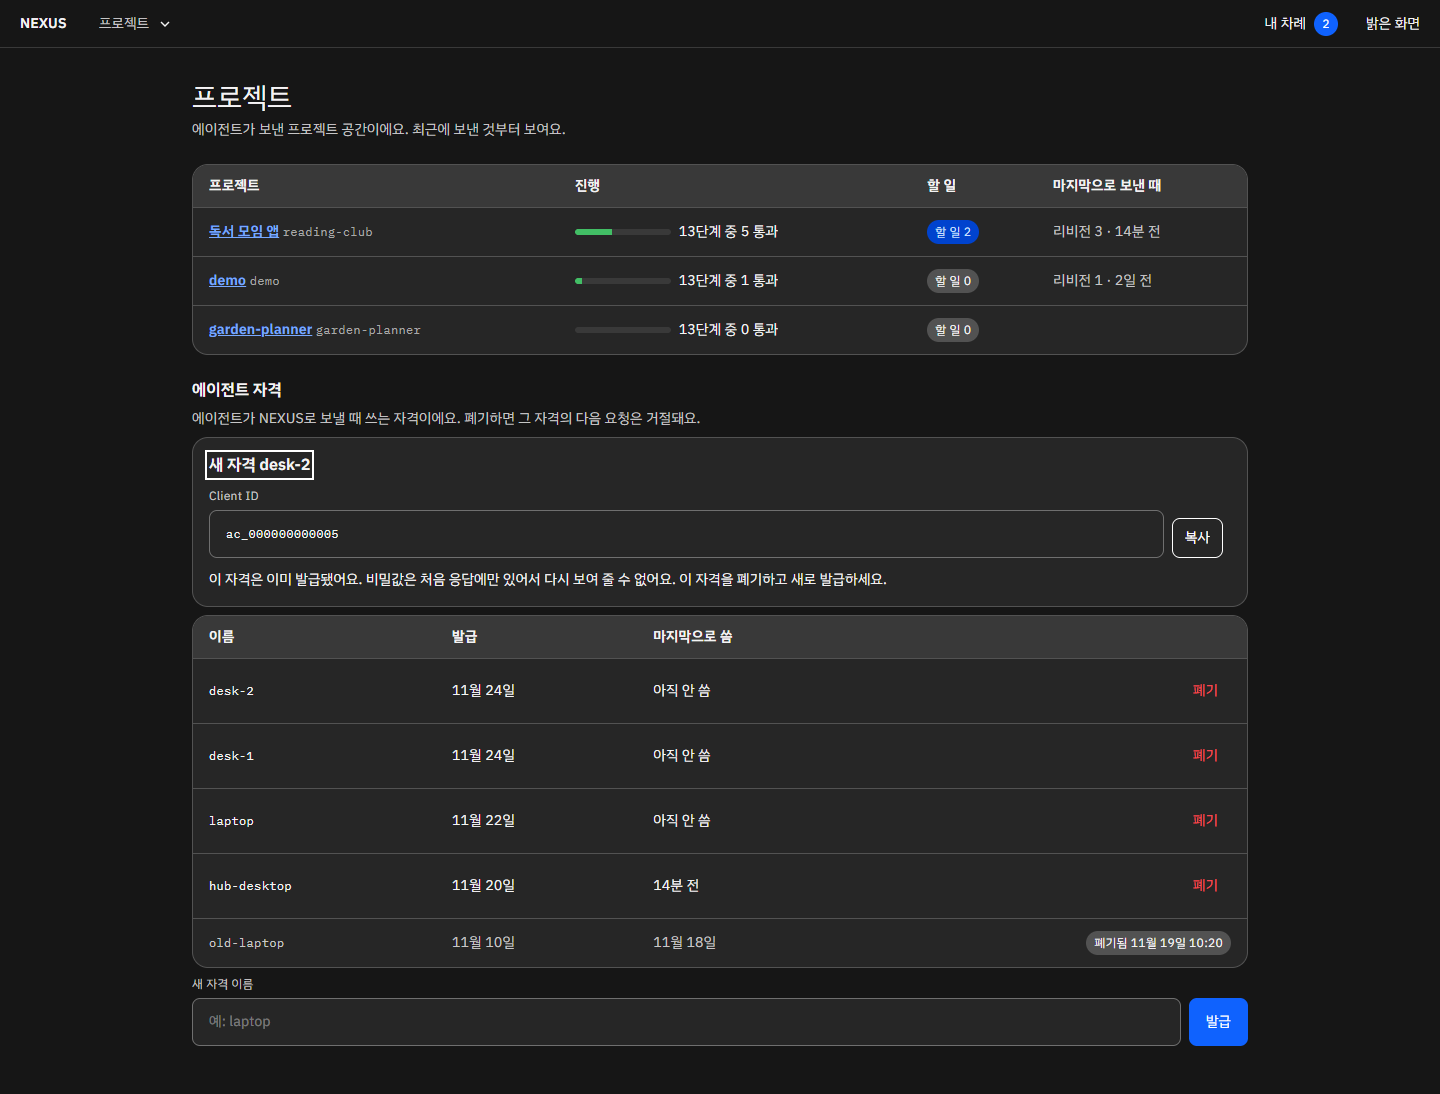 NEXUS 프로젝트 내 차례 2 밝은 화면
프로젝트
에이전트가 보낸 프로젝트 공간이에요. 최근에 보낸 것부터 보여요.
프로젝트 진행 할 일 마지막으로 보낸 때
독서 모임 앱 reading-club 13단계 중 5 통과 할 일 2 리비전 3 · 14분 전
demo demo 13단계 중 1 통과 할 일 0 리비전 1 · 2일 전
garden-planner garden-planner 13단계 중 0 통과 할 일 0
에이전트 자격
에이전트가 NEXUS로 보낼 때 쓰는 자격이에요. 폐기하면 그 자격의 다음 요청은 거절돼요.
새 자격 desk-2
Client ID
ac_000000000005 복사
이 자격은 이미 발급됐어요. 비밀값은 처음 응답에만 있어서 다시 보여 줄 수 없어요. 이 자격을 폐기하고 새로 발급하세요.
이름 발급 마지막으로 씀
desk-2 11월 24일 아직 안 씀 폐기
desk-1 11월 24일 아직 안 씀 폐기
laptop 11월 22일 아직 안 씀 폐기
hub-desktop 11월 20일 14분 전 폐기
old-laptop 11월 10일 11월 18일 폐기됨 11월 19일 10:20
새 자격 이름
예: laptop 발급